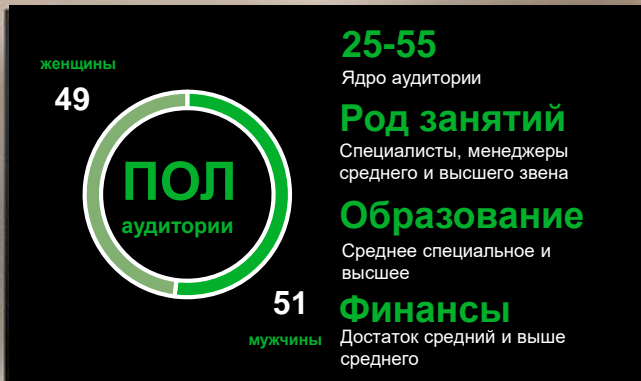 женщины
49
ПОЛ
аудитории
51
мужчины
25-55
Ядро аудитории
Род занятий
Специалисты, менеджеры
среднего и высшего звена
Образование
Среднее специальное и
высшее
Финансы
Достаток средний и выше
среднего